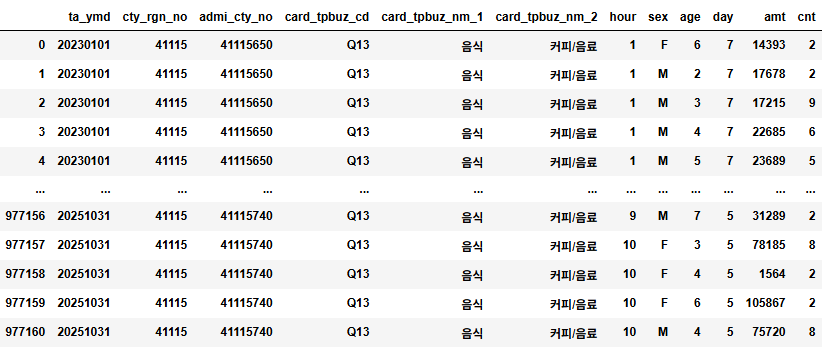 ta_ymd cty_rgn_no admi_cty_no card_tpbuz_cd card_tpbuz_nm_1 card_tpbuz_nm_2 hour sex age day amt cnt
0 20230101 41115 41115650 Q13 음식 커피/음료 1 F 6 7 14393 2
1 20230101 41115 41115650 Q13 음식 커피/음료 1 M 2 7 17678 2
2 20230101 41115 41115650 Q13 음식 커피/음료 1 M 3 7 17215 9
3 20230101 41115 41115650 Q13 음식 커피/음료 1 M 4 7 22685 6
4 20230101 41115 41115650 Q13 음식 커피/음료 1 M 5 7 23689 5
... ... ... ... ... ... ... ... ... ... ... ... ...
977156 20251031 41115 41115740 Q13 음식 커피/음료 9 M 7 5 31289 2
977157 20251031 41115 41115740 Q13 음식 커피/음료 10 F 3 5 78185 8
977158 20251031 41115 41115740 Q13 음식 커피/음료 10 F 4 5 1564 2
977159 20251031 41115 41115740 Q13 음식 커피/음료 10 F 6 5 105867 2
977160 20251031 41115 41115740 Q13 음식 커피/음료 10 M 4 5 75720 8